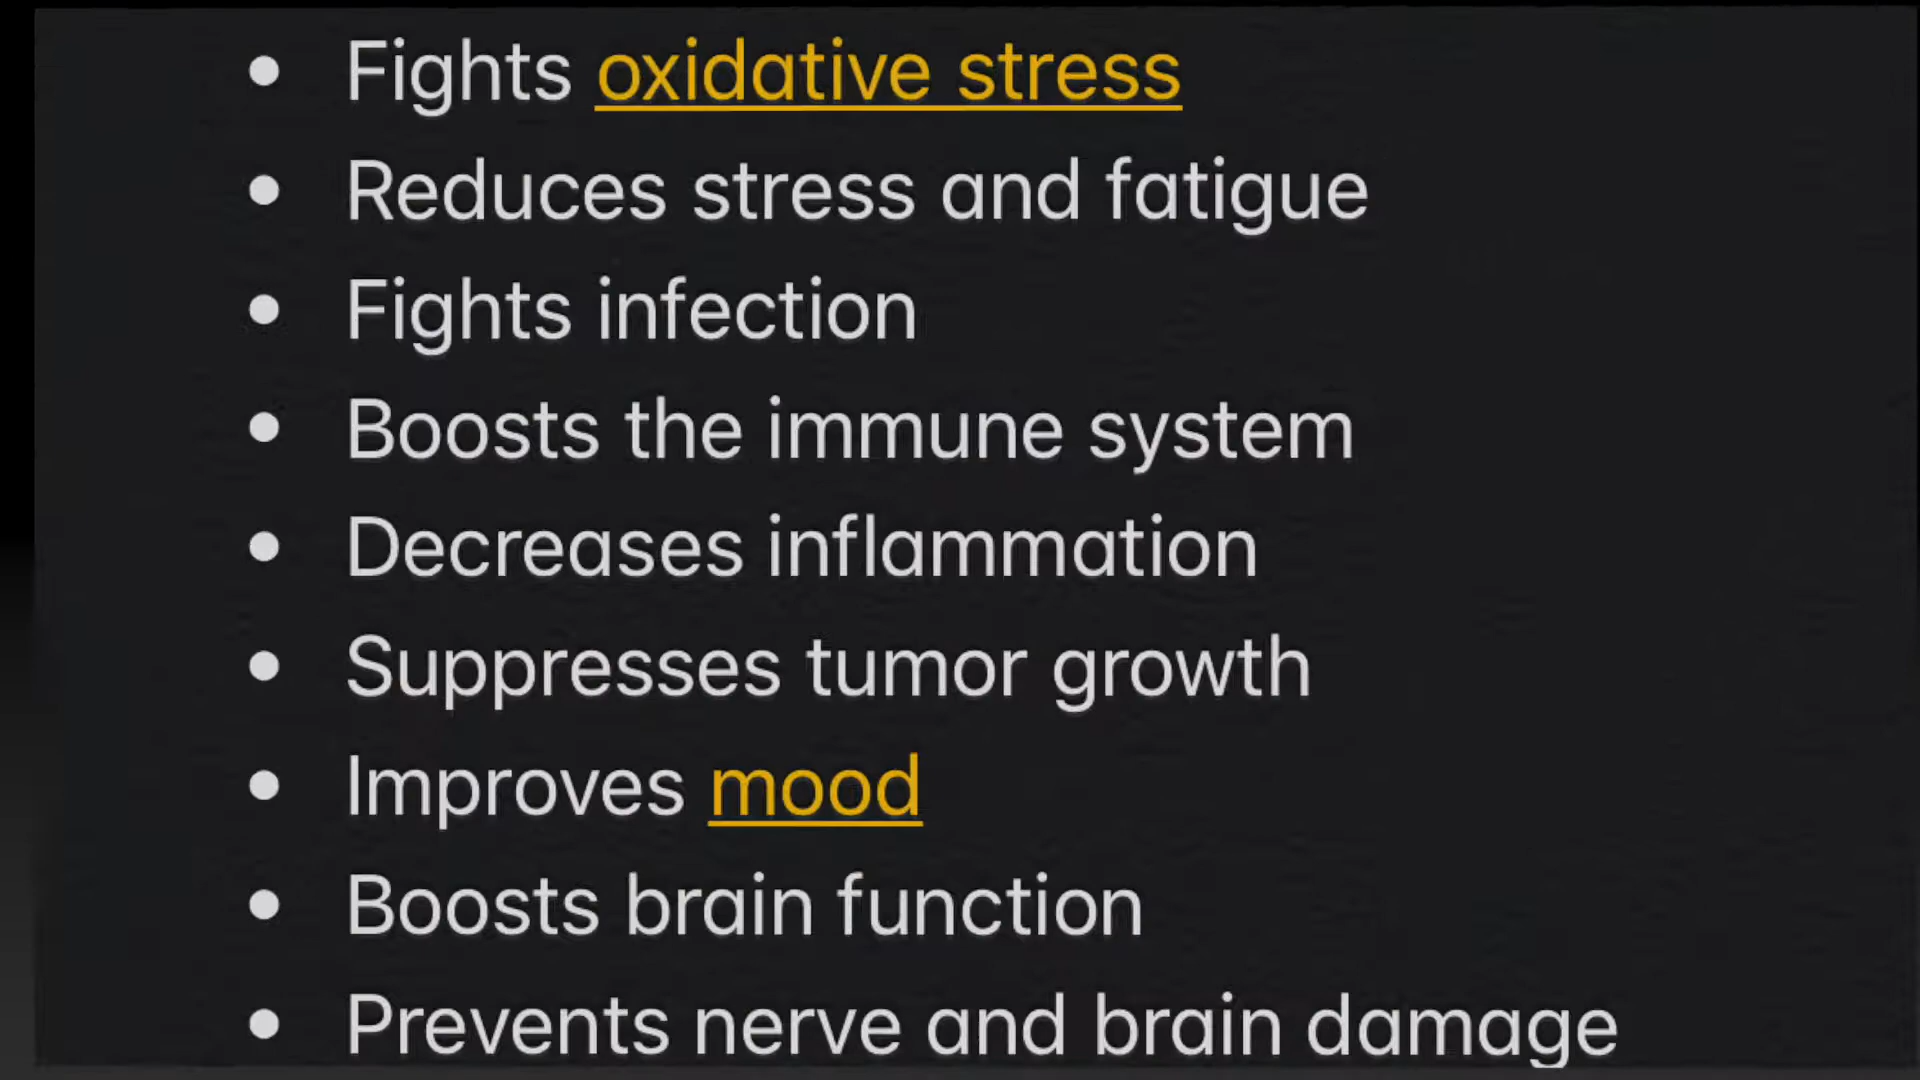 • Fights oxidative stress
• Reduces stress and fatigue
• Fights infection
• Boosts the immune system
• Decreases inflammation
• Suppresses tumor growth
• Improves mood
• Boosts brain function
• Prevents nerve and brain damage